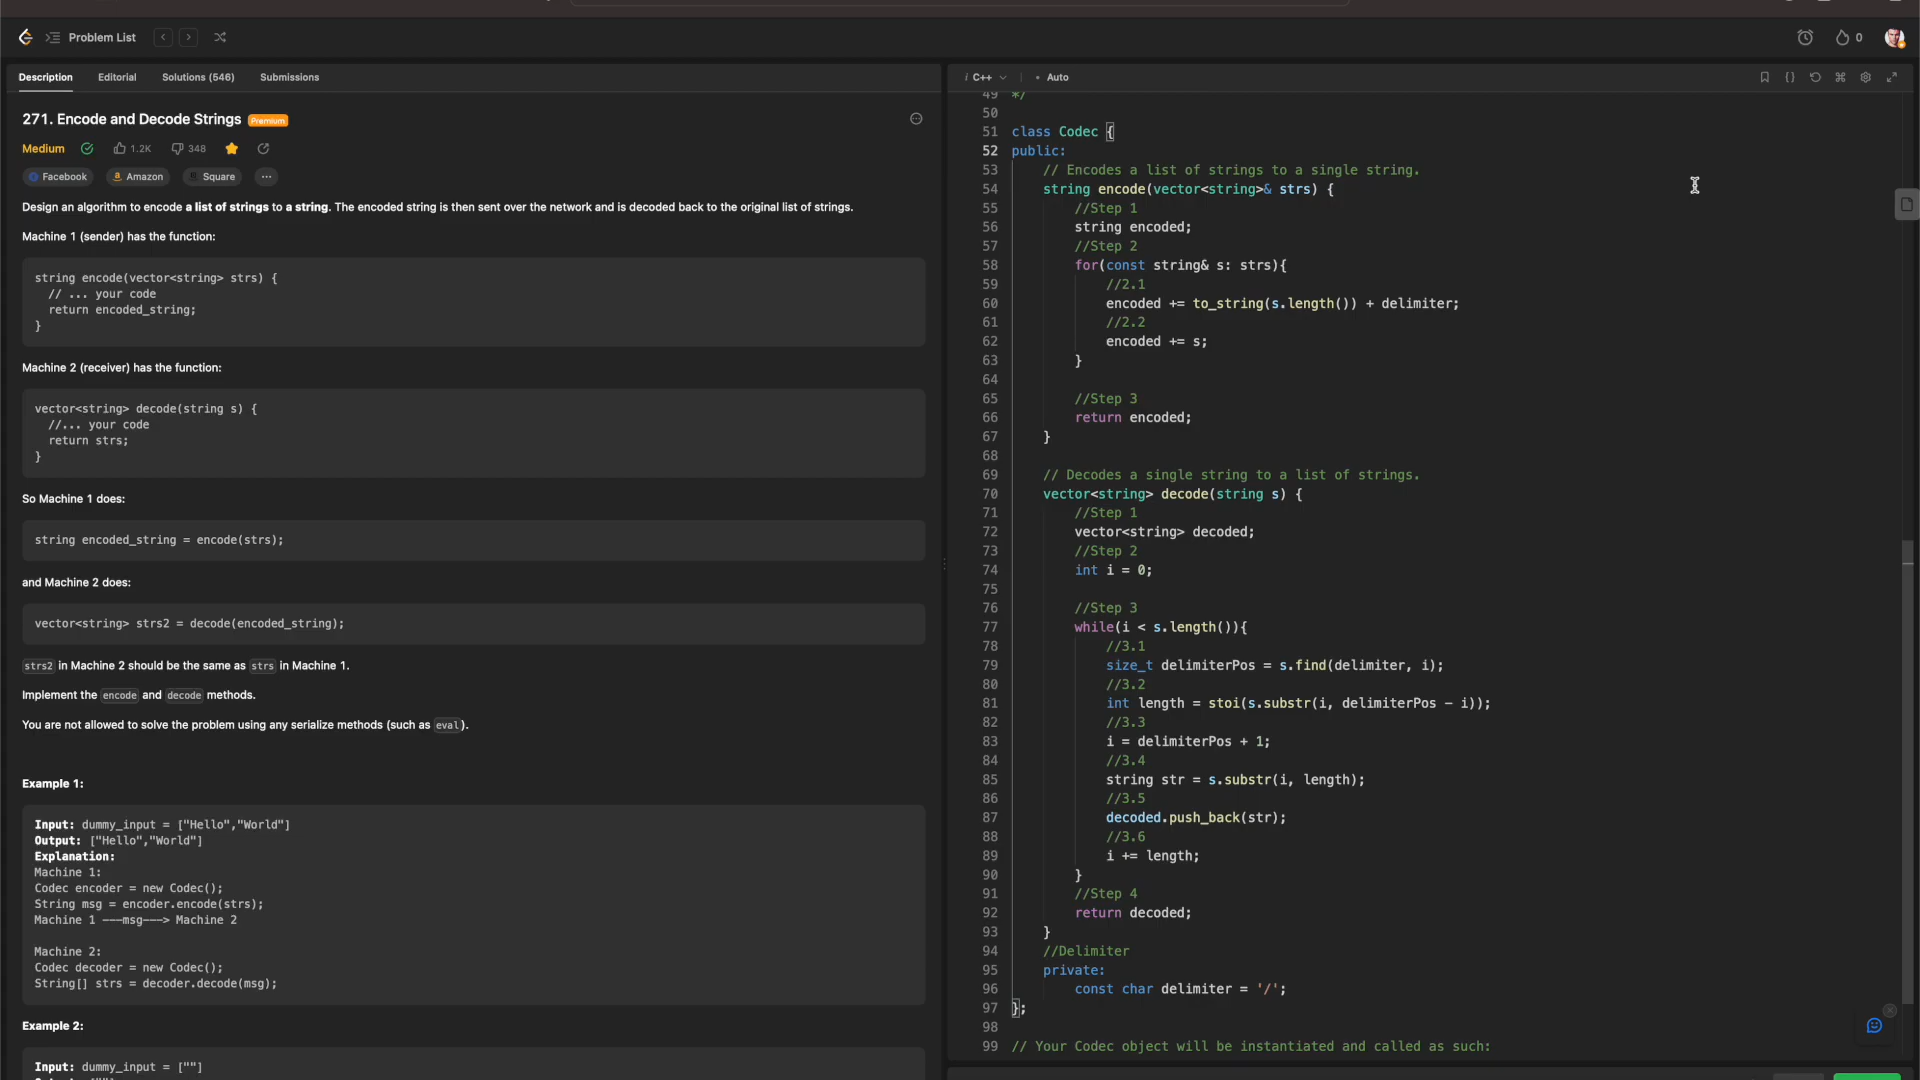 Problem List
0
Description Editorial Solutions (546) Submissions
271. Encode and Decode Strings Premium
Medium 1.2K 348
Facebook Amazon Square
Design an algorithm to encode a list of strings to a string. The encoded string is then sent over the network and is decoded back to the original list of strings.
Machine 1 (sender) has the function:
string encode(vector<string> strs) {
// ... your code
return encoded_string;
}
Machine 2 (receiver) has the function:
vector<string> decode(string s) {
//... your code
return strs;
}
So Machine 1 does:
string encoded_string = encode(strs);
and Machine 2 does:
vector<string> strs2 = decode(encoded_string);
strs2 in Machine 2 should be the same as strs in Machine 1.
Implement the encode and decode methods.
You are not allowed to solve the problem using any serialize methods (such as eval).
Example 1:
Input: dummy_input = ["Hello","World"]
Output: ["Hello","World"]
Explanation:
Machine 1:
Codec encoder = new Codec();
String msg = encoder.encode(strs);
Machine 1 ---msg---> Machine 2
Machine 2:
Codec decoder = new Codec();
String[] strs = decoder.decode(msg);
Example 2:
Input: dummy_input = [""]
i C++ • Auto
49 */
50
51 class Codec {
52 public:
53 // Encodes a list of strings to a single string.
54 string encode(vector<string>& strs) {
55 //Step 1
56 string encoded;
57 //Step 2
58 for(const string& s: strs){
59 //2.1
60 encoded += to_string(s.length()) + delimiter;
61 //2.2
62 encoded += s;
63 }
64
65 //Step 3
66 return encoded;
67 }
68
69 // Decodes a single string to a list of strings.
70 vector<string> decode(string s) {
71 //Step 1
72 vector<string> decoded;
73 //Step 2
74 int i = 0;
75
76 //Step 3
77 while(i < s.length()){
78 //3.1
79 size_t delimiterPos = s.find(delimiter, i);
80 //3.2
81 int length = stoi(s.substr(i, delimiterPos - i));
82 //3.3
83 i = delimiterPos + 1;
84 //3.4
85 string str = s.substr(i, length);
86 //3.5
87 decoded.push_back(str);
88 //3.6
89 i += length;
90 }
91 //Step 4
92 return decoded;
93 }
94 //Delimiter
95 private:
96 const char delimiter = '/';
97 };
98
99 // Your Codec object will be instantiated and called as such: